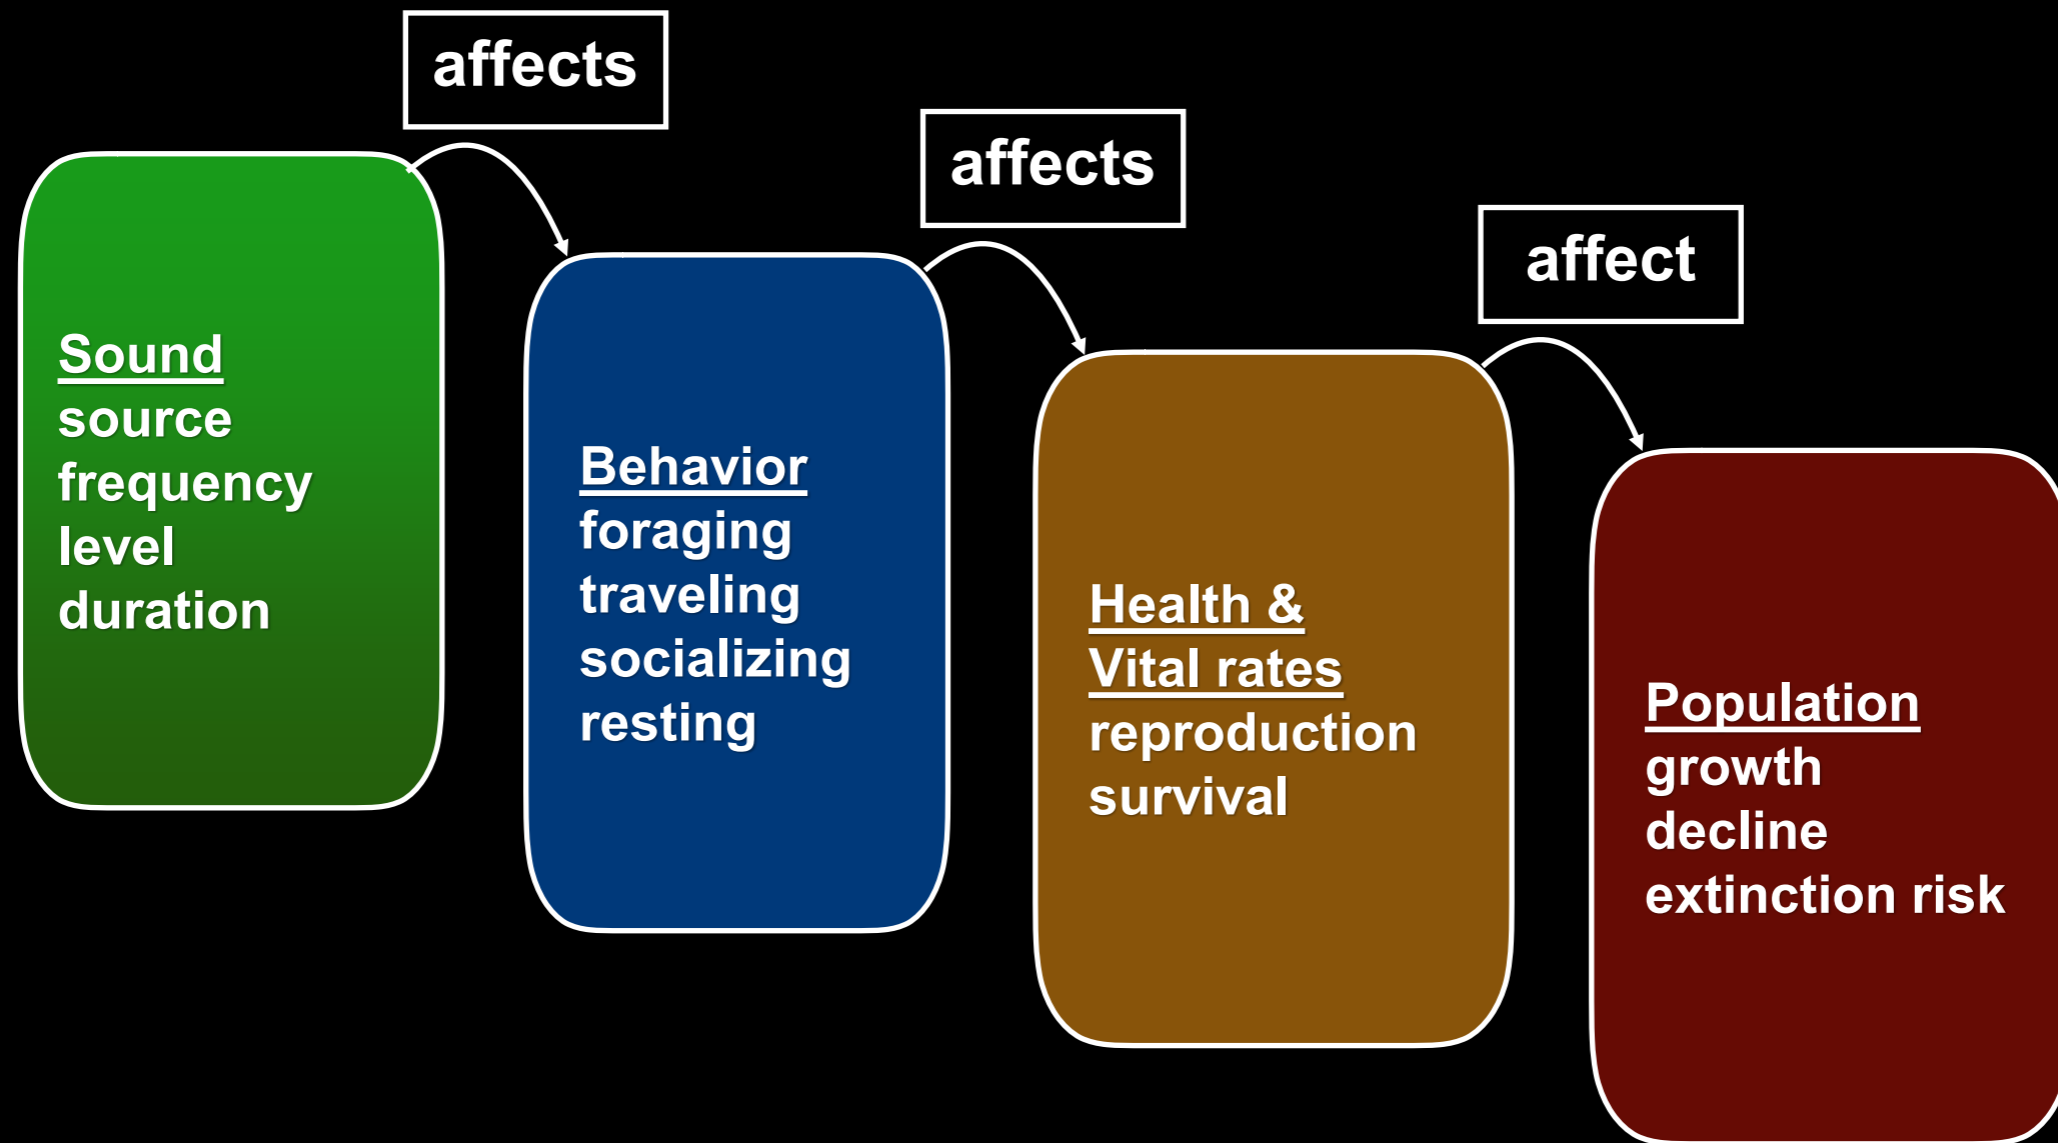 affects
affects
affect
Sound
source
frequency
level
duration
Behavior
foraging
traveling
socializing
resting
Health &
Vital rates
reproduction
survival
Population
growth
decline
extinction risk